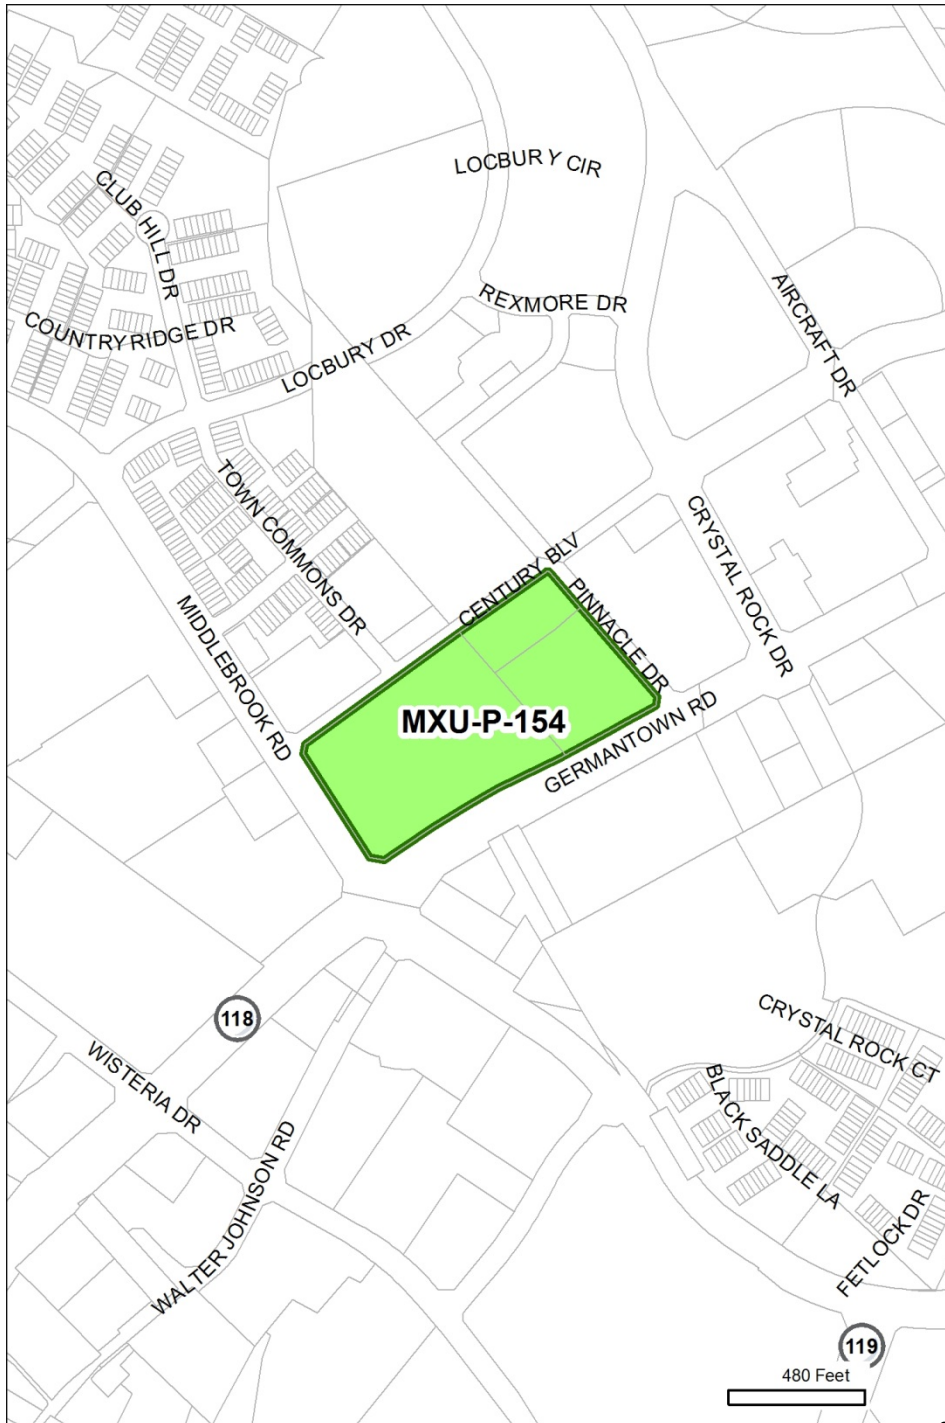 LOCBURY CIR
CLUB HILL DR
REXMORE DR
AIRCRAFT DR
COUNTRY RIDGE DR
LOCBURY DR
TOWN COMMONS DR
CRYSTAL ROCK DR
CENTURY BLV
PINNACLE DR
MIDDLEBROOK RD
MXU-P-154
GERMANTOWN RD
118
CRYSTAL ROCK CT
WISTERIA DR
BLACK SADDLE LA
WALTER JOHNSON RD
FETLOCK DR
119
480 Feet